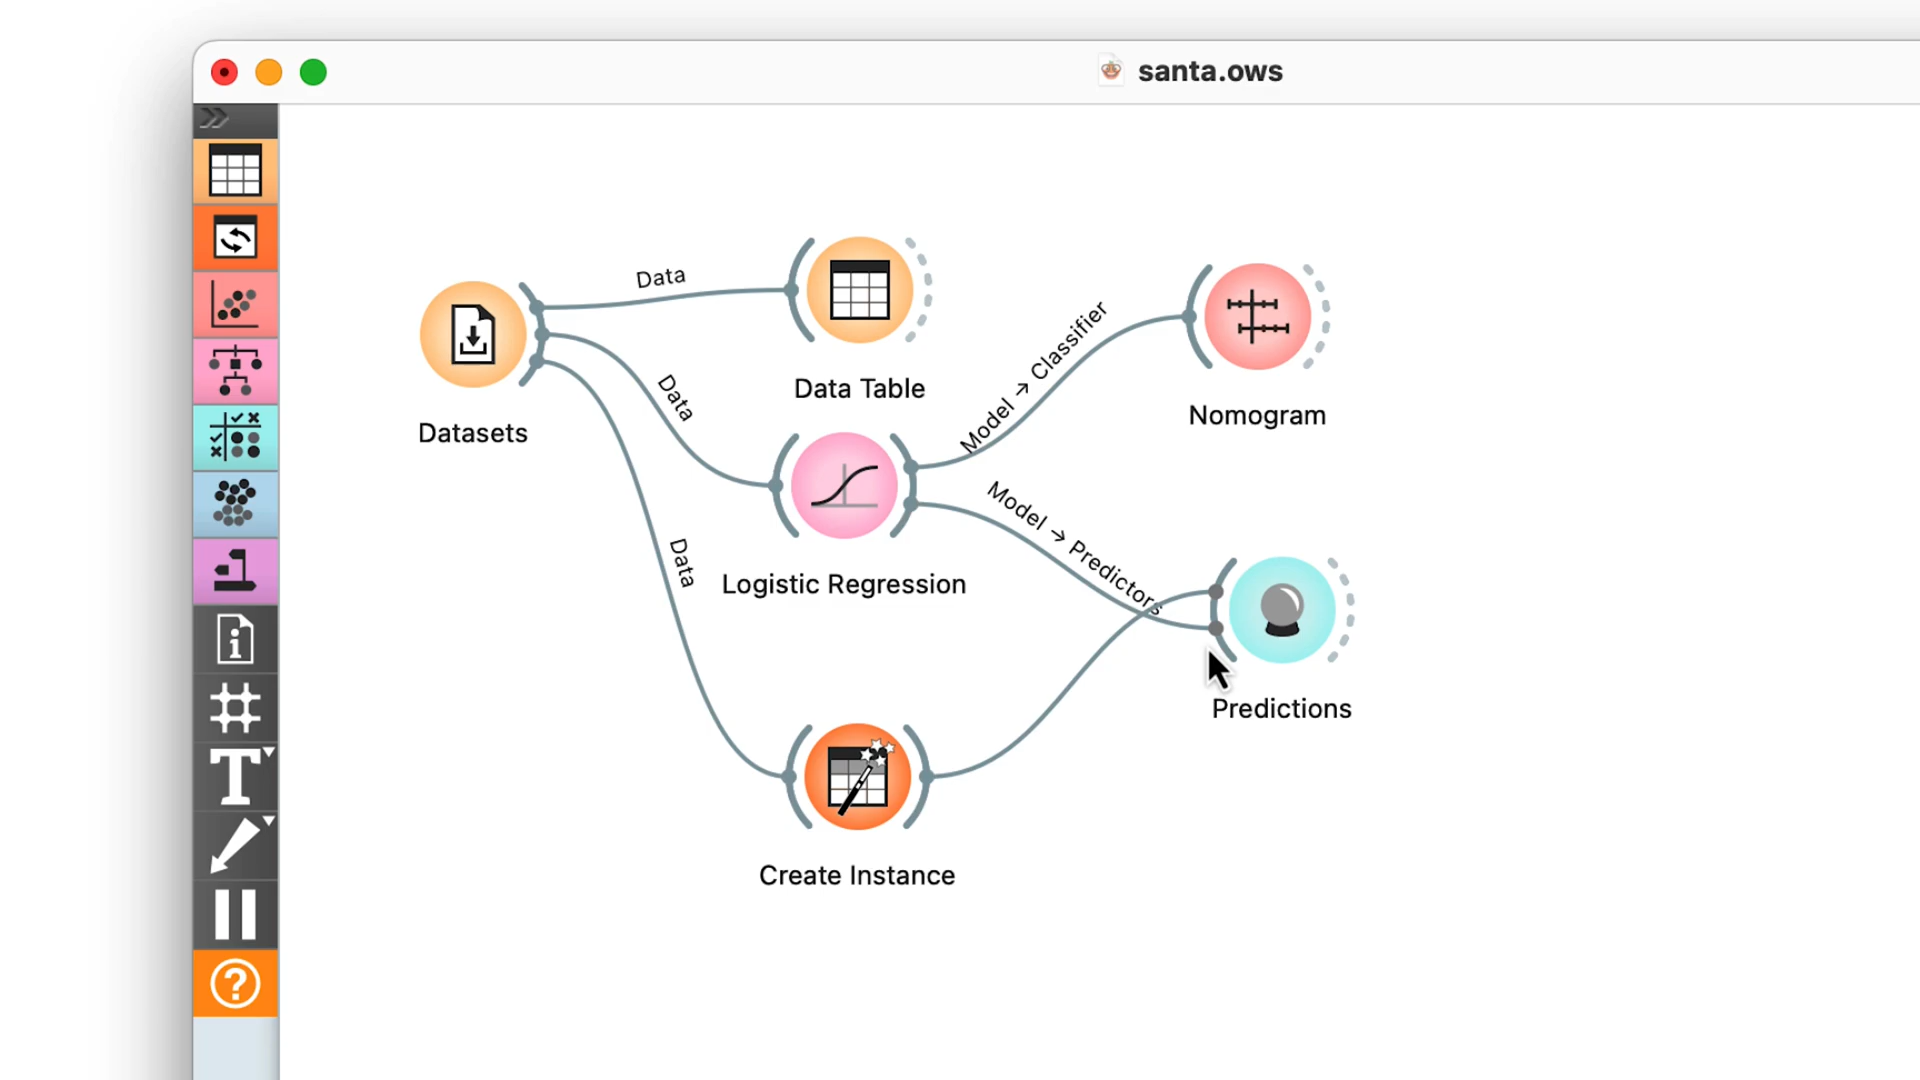 santa.ows
Data
Data
Data
Model → Classifier
Model → Predictors
Datasets
Data Table
Nomogram
Logistic Regression
Predictions
Create Instance